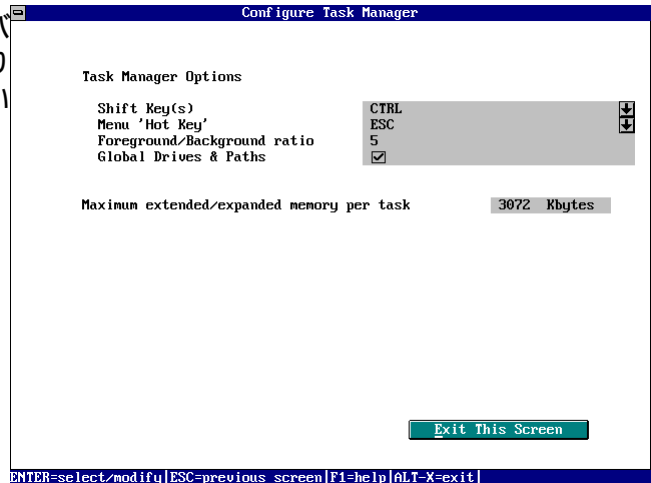 Configure Task Manager
Task Manager Options
Shift Key(s) CTRL
Menu 'Hot Key' ESC
Foreground/Background ratio 5
Global Drives & Paths
Maximum extended/expanded memory per task 3072 Kbytes
Exit This Screen
ENTER=select/modify|ESC=previous screen|F1=help|ALT-X=exit|